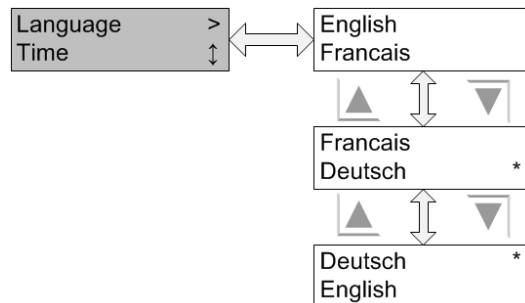 Language >
Time ↕
English
Francais
Francais
Deutsch *
Deutsch *
English